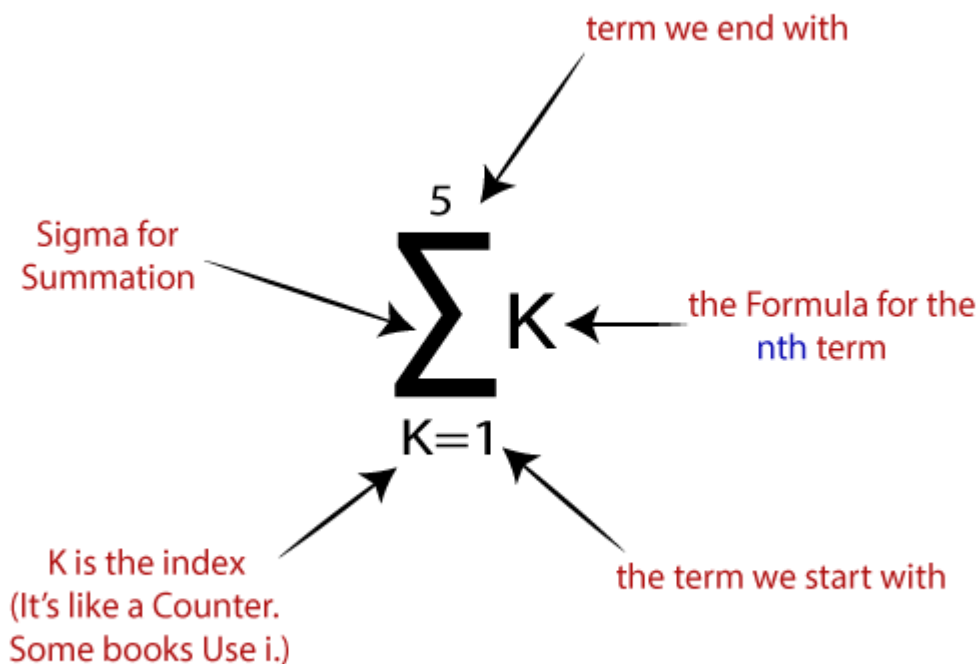 term we end with
5
Sigma for
Summation
∑ K
the Formula for the
nth term
K=1
K is the index
(It's like a Counter.
Some books Use i.)
the term we start with